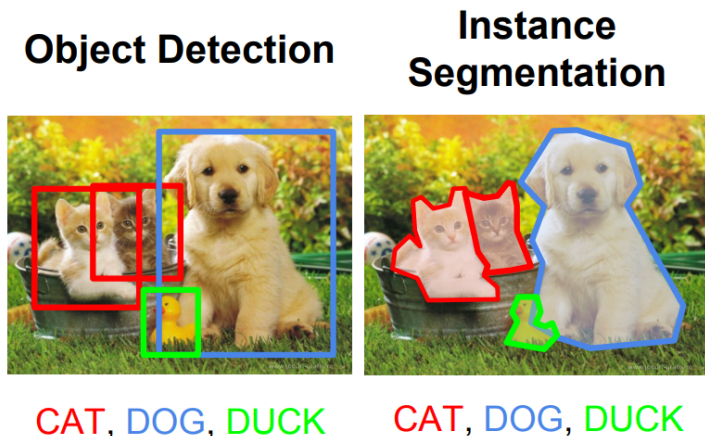 Object Detection
Instance
Segmentation
CAT, DOG, DUCK
CAT, DOG, DUCK